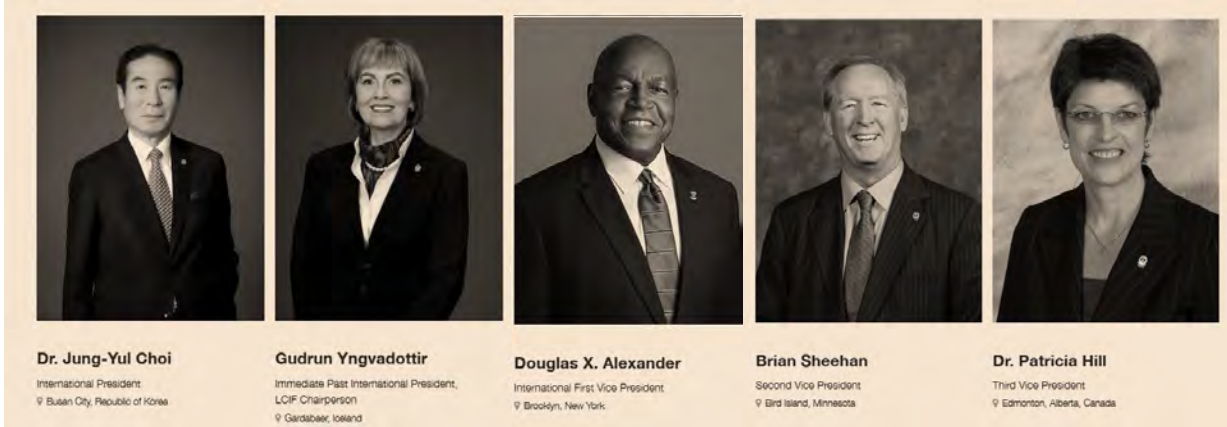 Dr. Jung-Yul Choi
International President
Busan City, Republic of Korea
Gudrun Yngvadottir
Immediate Past International President,
LCIF Chairperson
Gardabaer, Iceland
Douglas X. Alexander
International First Vice President
Brooklyn, New York
Brian Sheehan
Second Vice President
Bird Island, Minnesota
Dr. Patricia Hill
Third Vice President
Edmonton, Alberta, Canada